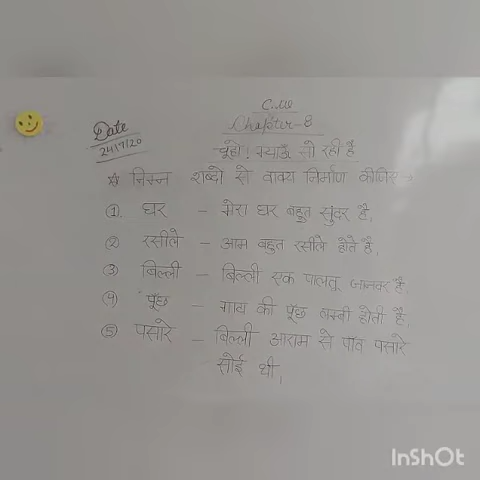 C.W
Date
Chapter-8
24/7/20
चूहो! म्याऊँ सो रही है
* निम्न शब्दो से वाक्य निर्माण कीजिए→
① घर - मेरा घर बहुत सुंदर है,
② रसीले - आम बहुत रसीले होते है,
③ बिल्ली - बिल्ली एक पालतू जानवर है
④ पूँछ - गाय की पूँछ लम्बी होती है,
⑤ पसारे - बिल्ली आराम से पाँव पसारे
सोई थी,
InShOt